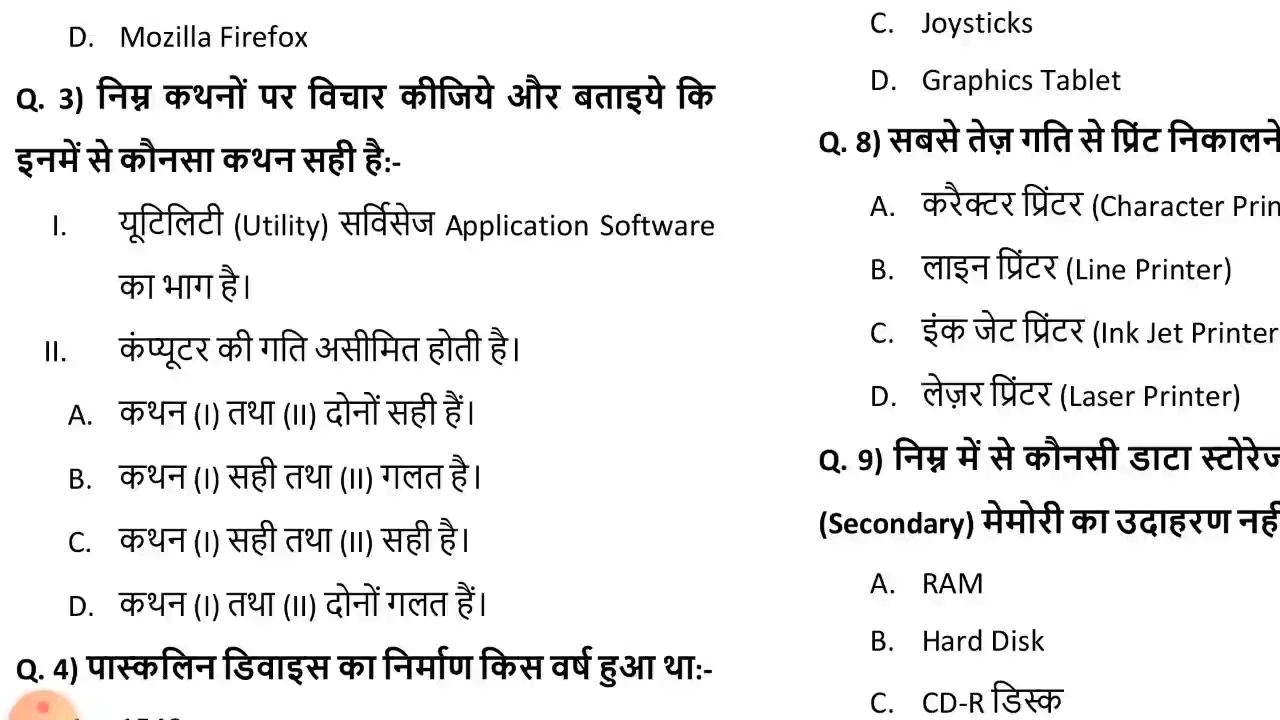 D. Mozilla Firefox
Q. 3) निम्न कथनों पर विचार कीजिये और बताइये कि
इनमें से कौनसा कथन सही है:-
I. यूटिलिटी (Utility) सर्विसेज Application Software
का भाग है।
II. कंप्यूटर की गति असीमित होती है।
A. कथन (I) तथा (II) दोनों सही हैं।
B. कथन (I) सही तथा (II) गलत है।
C. कथन (I) सही तथा (II) सही है।
D. कथन (I) तथा (II) दोनों गलत हैं।
Q. 4) पास्कलिन डिवाइस का निर्माण किस वर्ष हुआ था:-
C. Joysticks
D. Graphics Tablet
Q. 8) सबसे तेज़ गति से प्रिंट निकालने
A. करैक्टर प्रिंटर (Character Prin
B. लाइन प्रिंटर (Line Printer)
C. इंक जेट प्रिंटर (Ink Jet Printer
D. लेज़र प्रिंटर (Laser Printer)
Q. 9) निम्न में से कौनसी डाटा स्टोरेज
(Secondary) मेमोरी का उदाहरण नहीं
A. RAM
B. Hard Disk
C. CD-R डिस्क